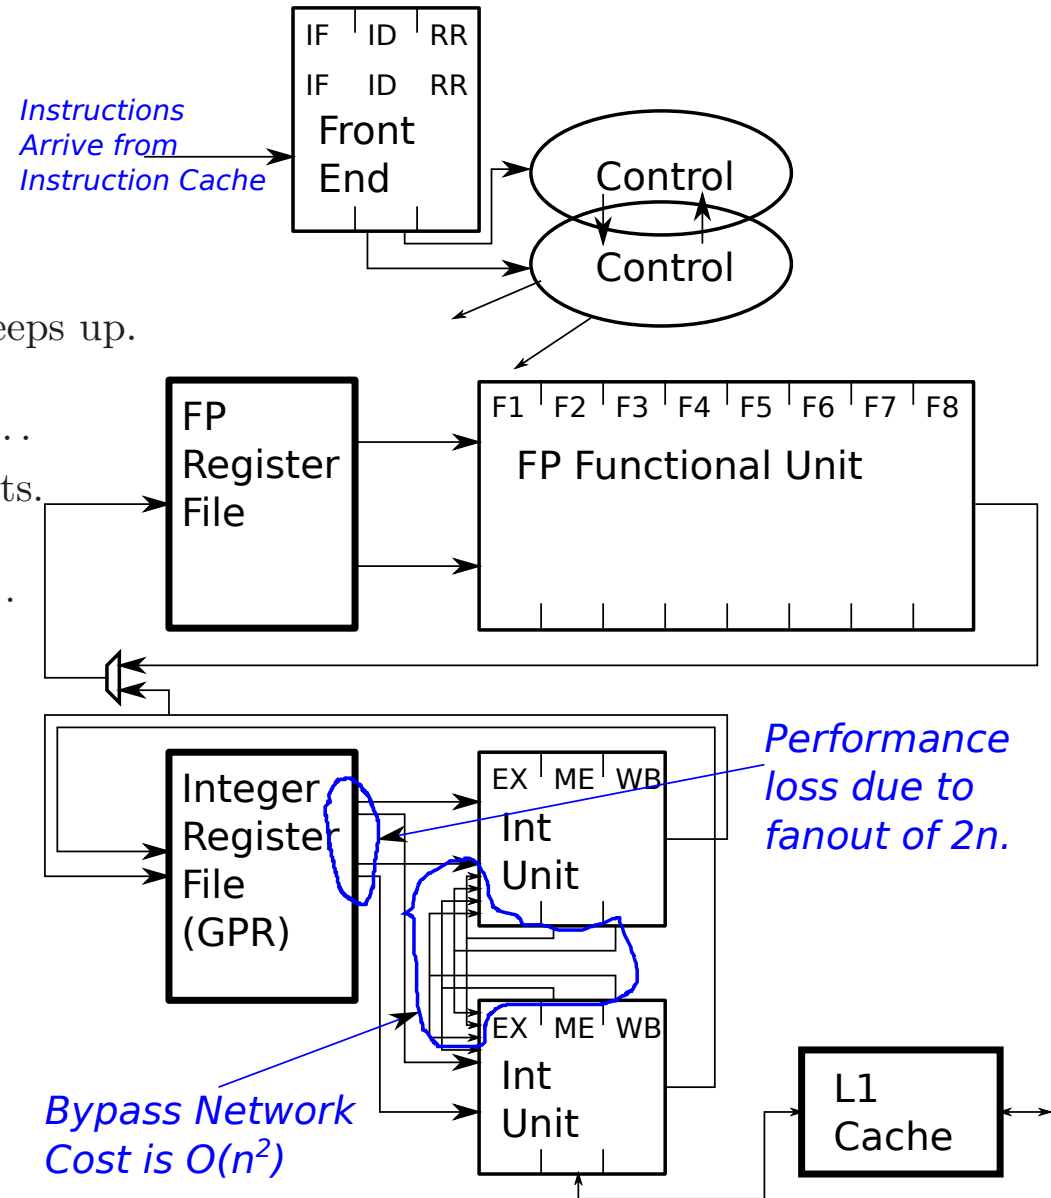 IF ID RR
IF ID RR
Front
End
Instructions
Arrive from
Instruction Cache
Control
Control
eeps up.
. .
ts.
.
FP
Register
File
F1 F2 F3 F4 F5 F6 F7 F8
FP Functional Unit
Integer
Register
File
(GPR)
EX ME WB
Int
Unit
Performance
loss due to
fanout of 2n.
EX ME WB
Int
Unit
Bypass Network
Cost is O(n²)
L1
Cache